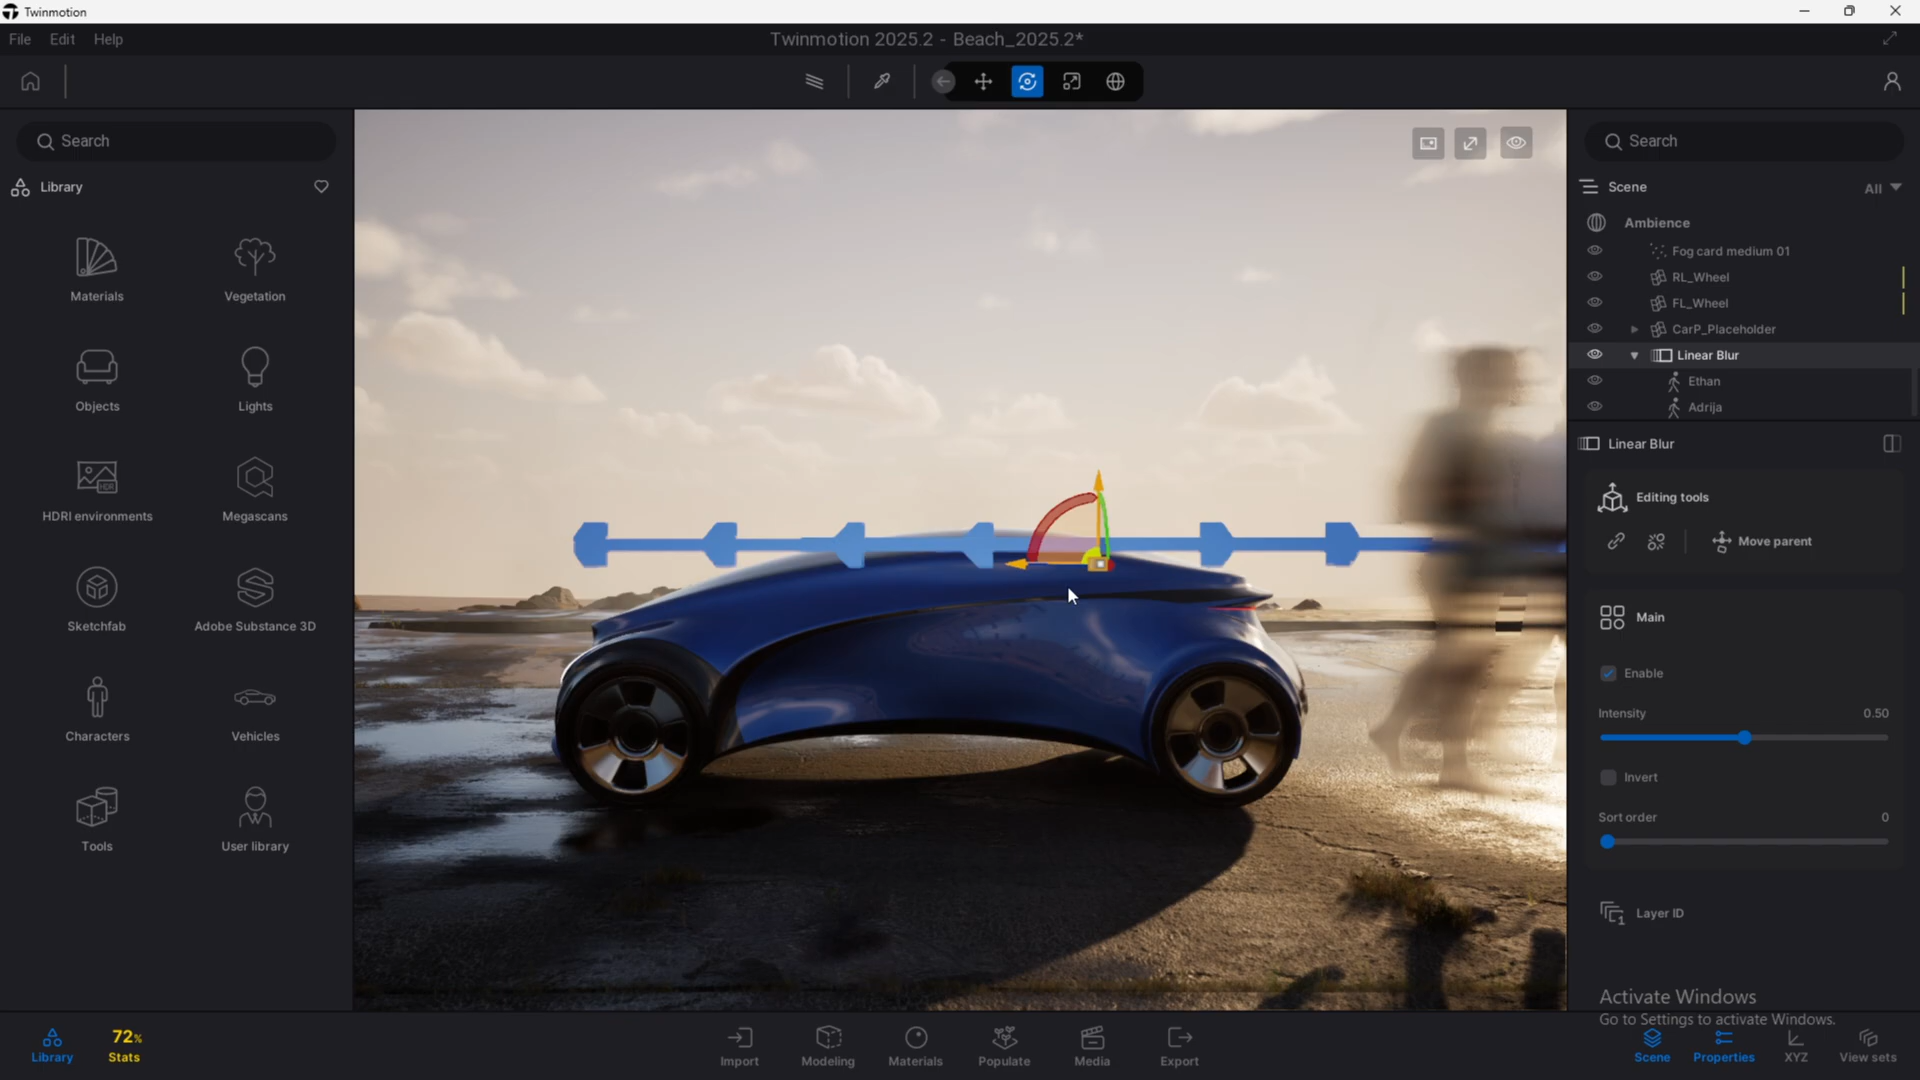 Twinmotion
File Edit Help
Twinmotion 2025.2 - Beach_2025.2*
Search
Library
Materials
Vegetation
Objects
Lights
HDR
HDRI environments
Megascans
Sketchfab
Adobe Substance 3D
Characters
Vehicles
Tools
User library
Search
Scene
All
Ambience
Fog card medium 01
RL_Wheel
FL_Wheel
CarP_Placeholder
Linear Blur
Ethan
Adrija
Linear Blur
Editing tools
Move parent
Main
Enable
Intensity 0.50
Invert
Sort order 0
1 Layer ID
Activate Windows
Go to Settings to activate Windows.
Library
72%
Stats
Import
Modeling
Materials
Populate
Media
Export
Scene
Properties
XYZ
View sets